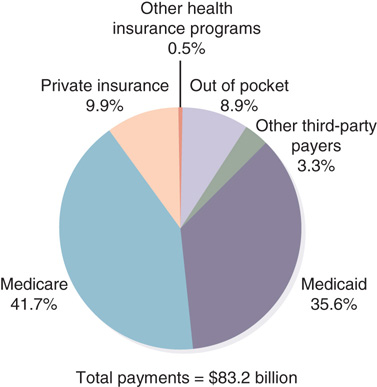 Other health
insurance programs
0.5%
Private insurance
9.9%
Out of pocket
8.9%
Other third-party
payers
3.3%
Medicare
41.7%
Medicaid
35.6%
Total payments = $83.2 billion